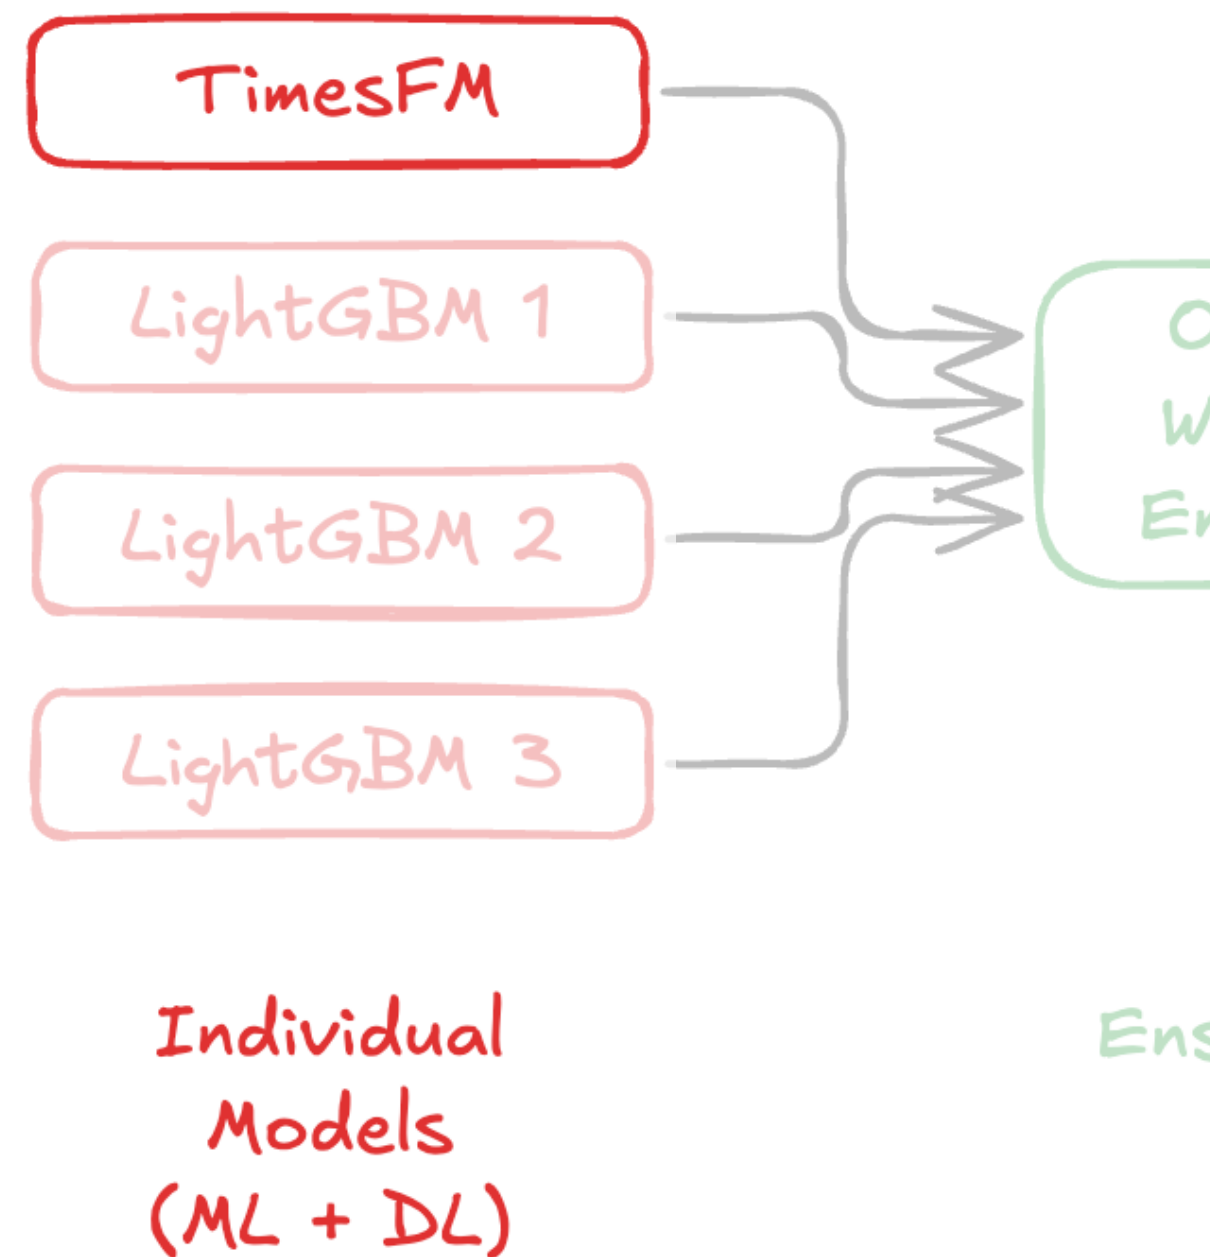 TimesFM
LightGBM 1
LightGBM 2
LightGBM 3
Individual
Models
(ML + DL)